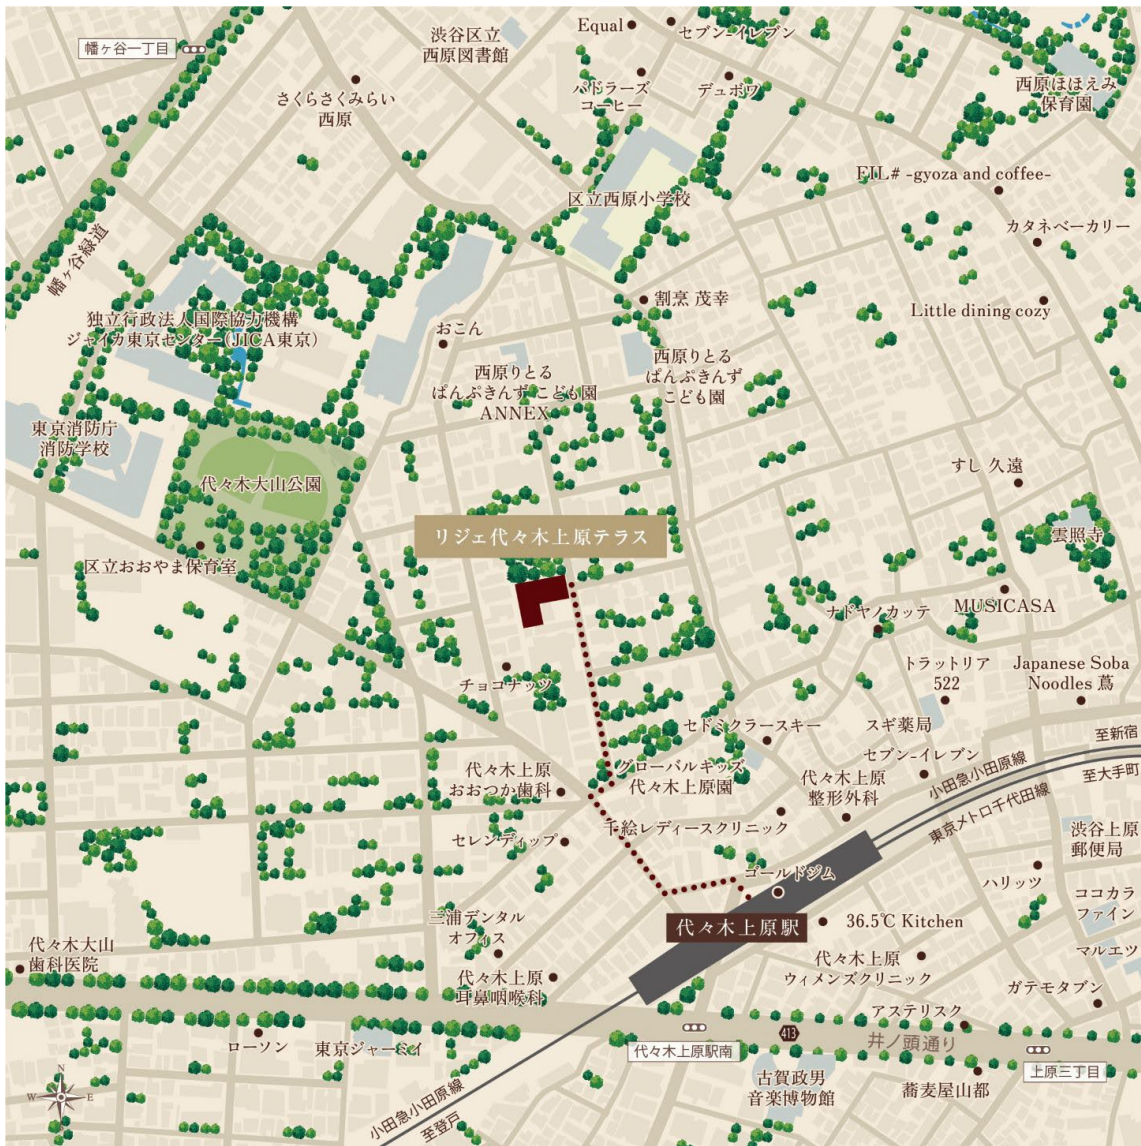 幡ヶ谷一丁目
渋谷区立
西原図書館
Equal
セブン-イレブン
さくらさくみらい
西原
パドラーズ
コーヒー
デュボワ
西原ほほえみ
保育園
FIL# -gyoza and coffee-
区立西原小学校
カタネベーカリー
幡ヶ谷緑道
割烹 茂幸
Little dining cozy
独立行政法人国際協力機構
ジャイカ東京センター(JICA東京)
おこん
西原りとる
ぱんぷきんず こども園
ANNEX
西原りとる
ぱんぷきんず
こども園
東京消防庁
消防学校
代々木大山公園
すし 久遠
リジェ代々木上原テラス
雲照寺
区立おおやま保育室
MUSICASA
ナドヤノカッテ
チョコナッツ
トラットリア
522
Japanese Soba
Noodles 蔦
セドミクラースキー
スギ薬局
セブン-イレブン
小田急小田原線
至新宿
至大手町
東京メトロ千代田線
代々木上原
おおつか歯科
グローバルキッズ
代々木上原園
代々木上原
整形外科
セレンディップ
千絵レディースクリニック
渋谷上原
郵便局
ゴールドジム
ハリッツ
ココカラ
ファイン
三浦デンタル
オフィス
代々木上原駅
36.5℃ Kitchen
マルエツ
代々木大山
歯科医院
代々木上原
耳鼻咽喉科
代々木上原
ウィメンズクリニック
ガテモタブン
アステリスク
ローソン
東京ジャーミイ
代々木上原駅南
413
井ノ頭通り
上原三丁目
古賀政男
音楽博物館
蕎麦屋山都
小田急小田原線
至登戸
N
W
E
S